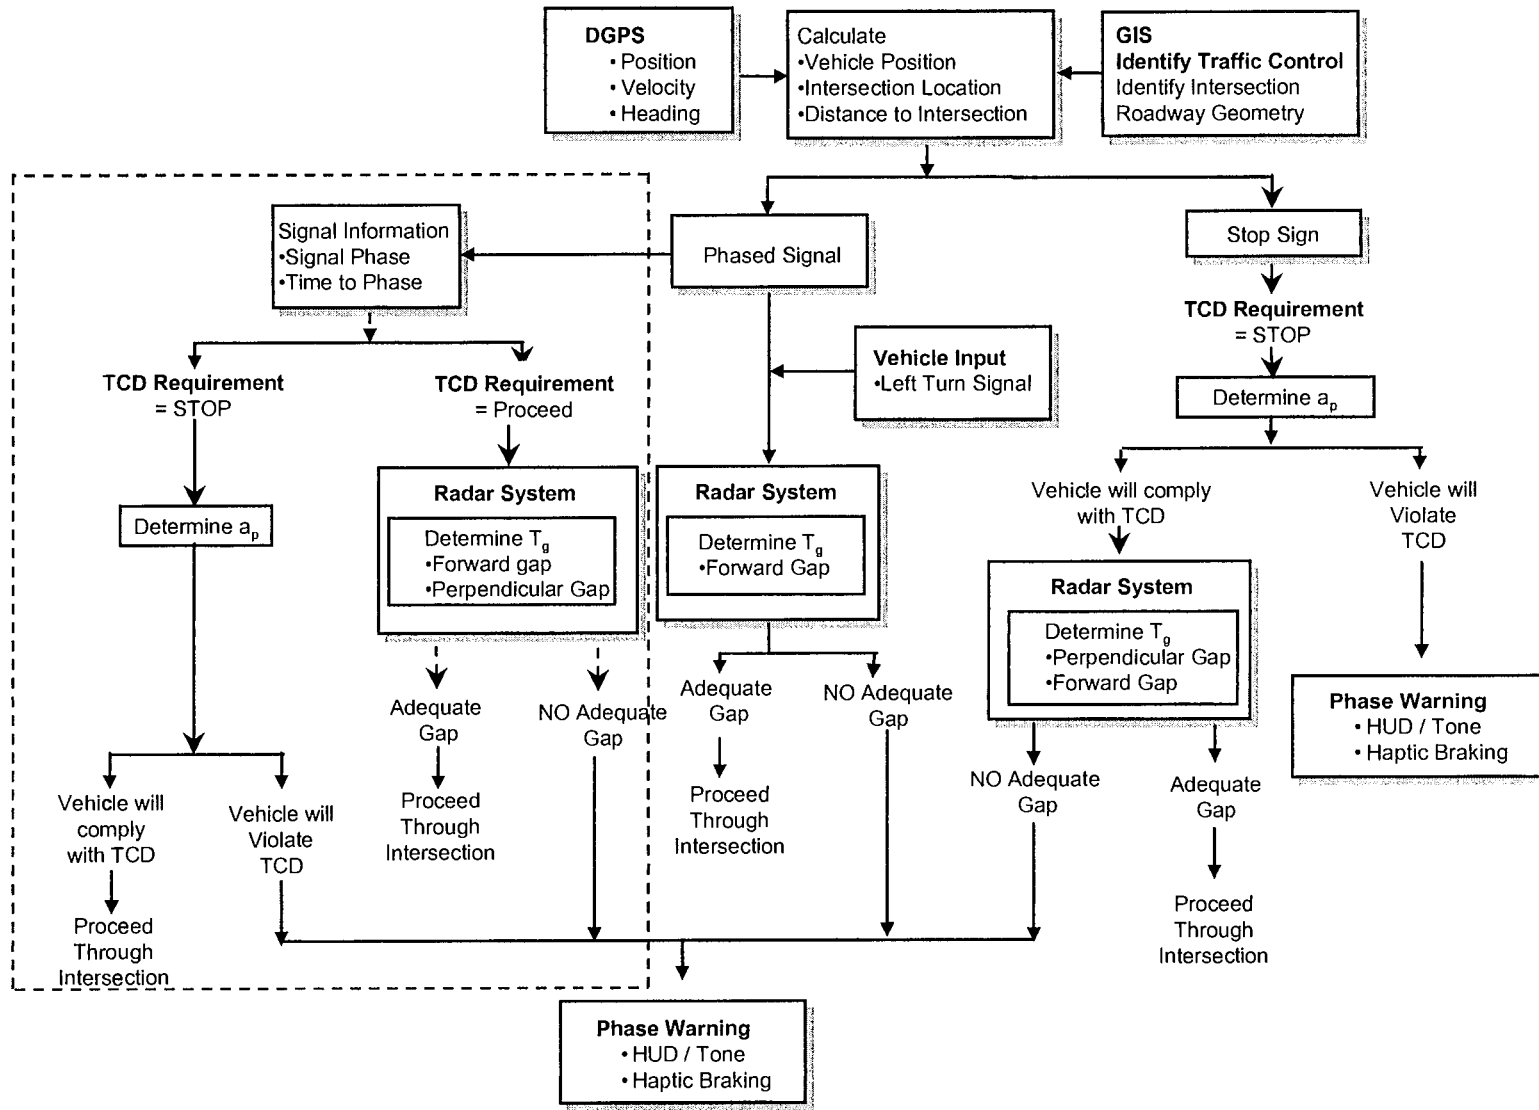 DGPS
• Position
• Velocity
• Heading
Calculate
•Vehicle Position
•Intersection Location
•Distance to Intersection
GIS
Identify Traffic Control
Identify Intersection
Roadway Geometry
Signal Information
•Signal Phase
•Time to Phase
Phased Signal
Stop Sign
TCD Requirement
= STOP
TCD Requirement
= Proceed
Vehicle Input
•Left Turn Signal
TCD Requirement
= STOP
Determine ap
Determine ap
Radar System
Determine Tg
•Forward gap
•Perpendicular Gap
Radar System
Determine Tg
•Forward Gap
Vehicle will comply
with TCD
Vehicle will
Violate
TCD
Radar System
Determine Tg
•Perpendicular Gap
•Forward Gap
Adequate
Gap
NO Adequate
Gap
Adequate
Gap
NO Adequate
Gap
Phase Warning
• HUD / Tone
• Haptic Braking
NO Adequate
Gap
Adequate
Gap
Vehicle will
comply
with TCD
Vehicle will
Violate
TCD
Proceed
Through
Intersection
Proceed
Through
Intersection
Proceed
Through
Intersection
Proceed
Through
Intersection
Phase Warning
• HUD / Tone
• Haptic Braking